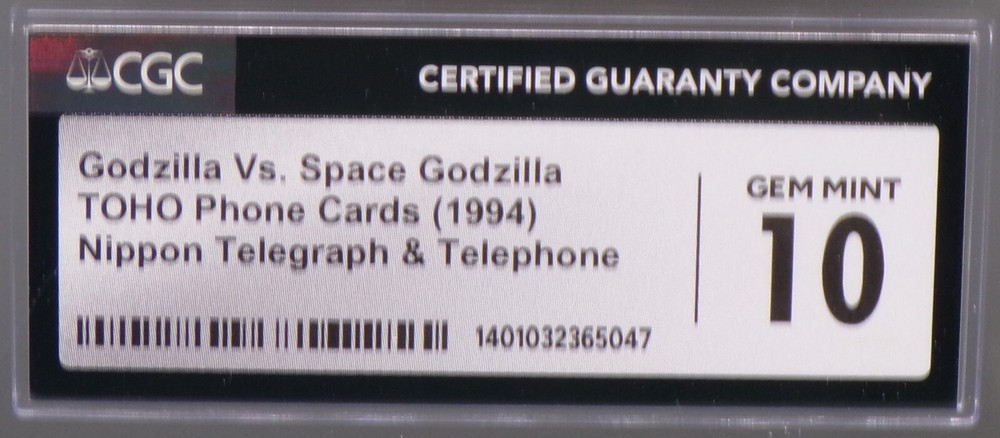 CGC
CERTIFIED GUARANTY COMPANY
Godzilla Vs. Space Godzilla
TOHO Phone Cards (1994)
Nippon Telegraph & Telephone
1401032365047
GEM MINT
10